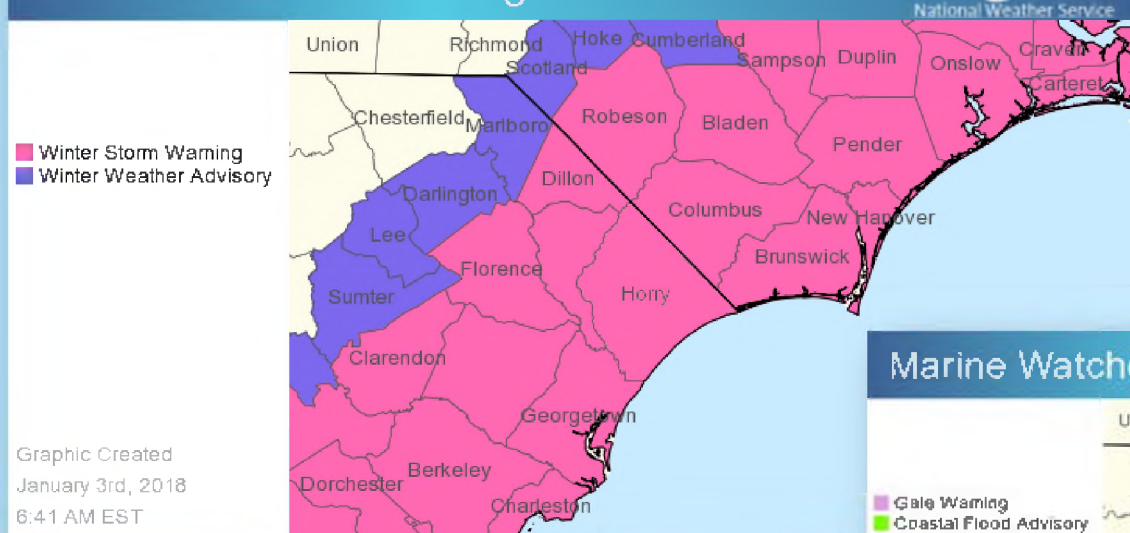 National Weather Service
Union
Richmond
Hoke
Cumberland
Sampson
Duplin
Onslow
Craven
Carteret
Scotland
Chesterfield
Marlboro
Robeson
Bladen
Pender
Winter Storm Warning
Winter Weather Advisory
Darlington
Dillon
Columbus
New Hanover
Lee
Florence
Brunswick
Sumter
Horry
Clarendon
Georgetown
Berkeley
Dorchester
Charleston
Graphic Created
January 3rd, 2018
6:41 AM EST
Marine Watche
U
Gale Warning
Coastal Flood Advisory